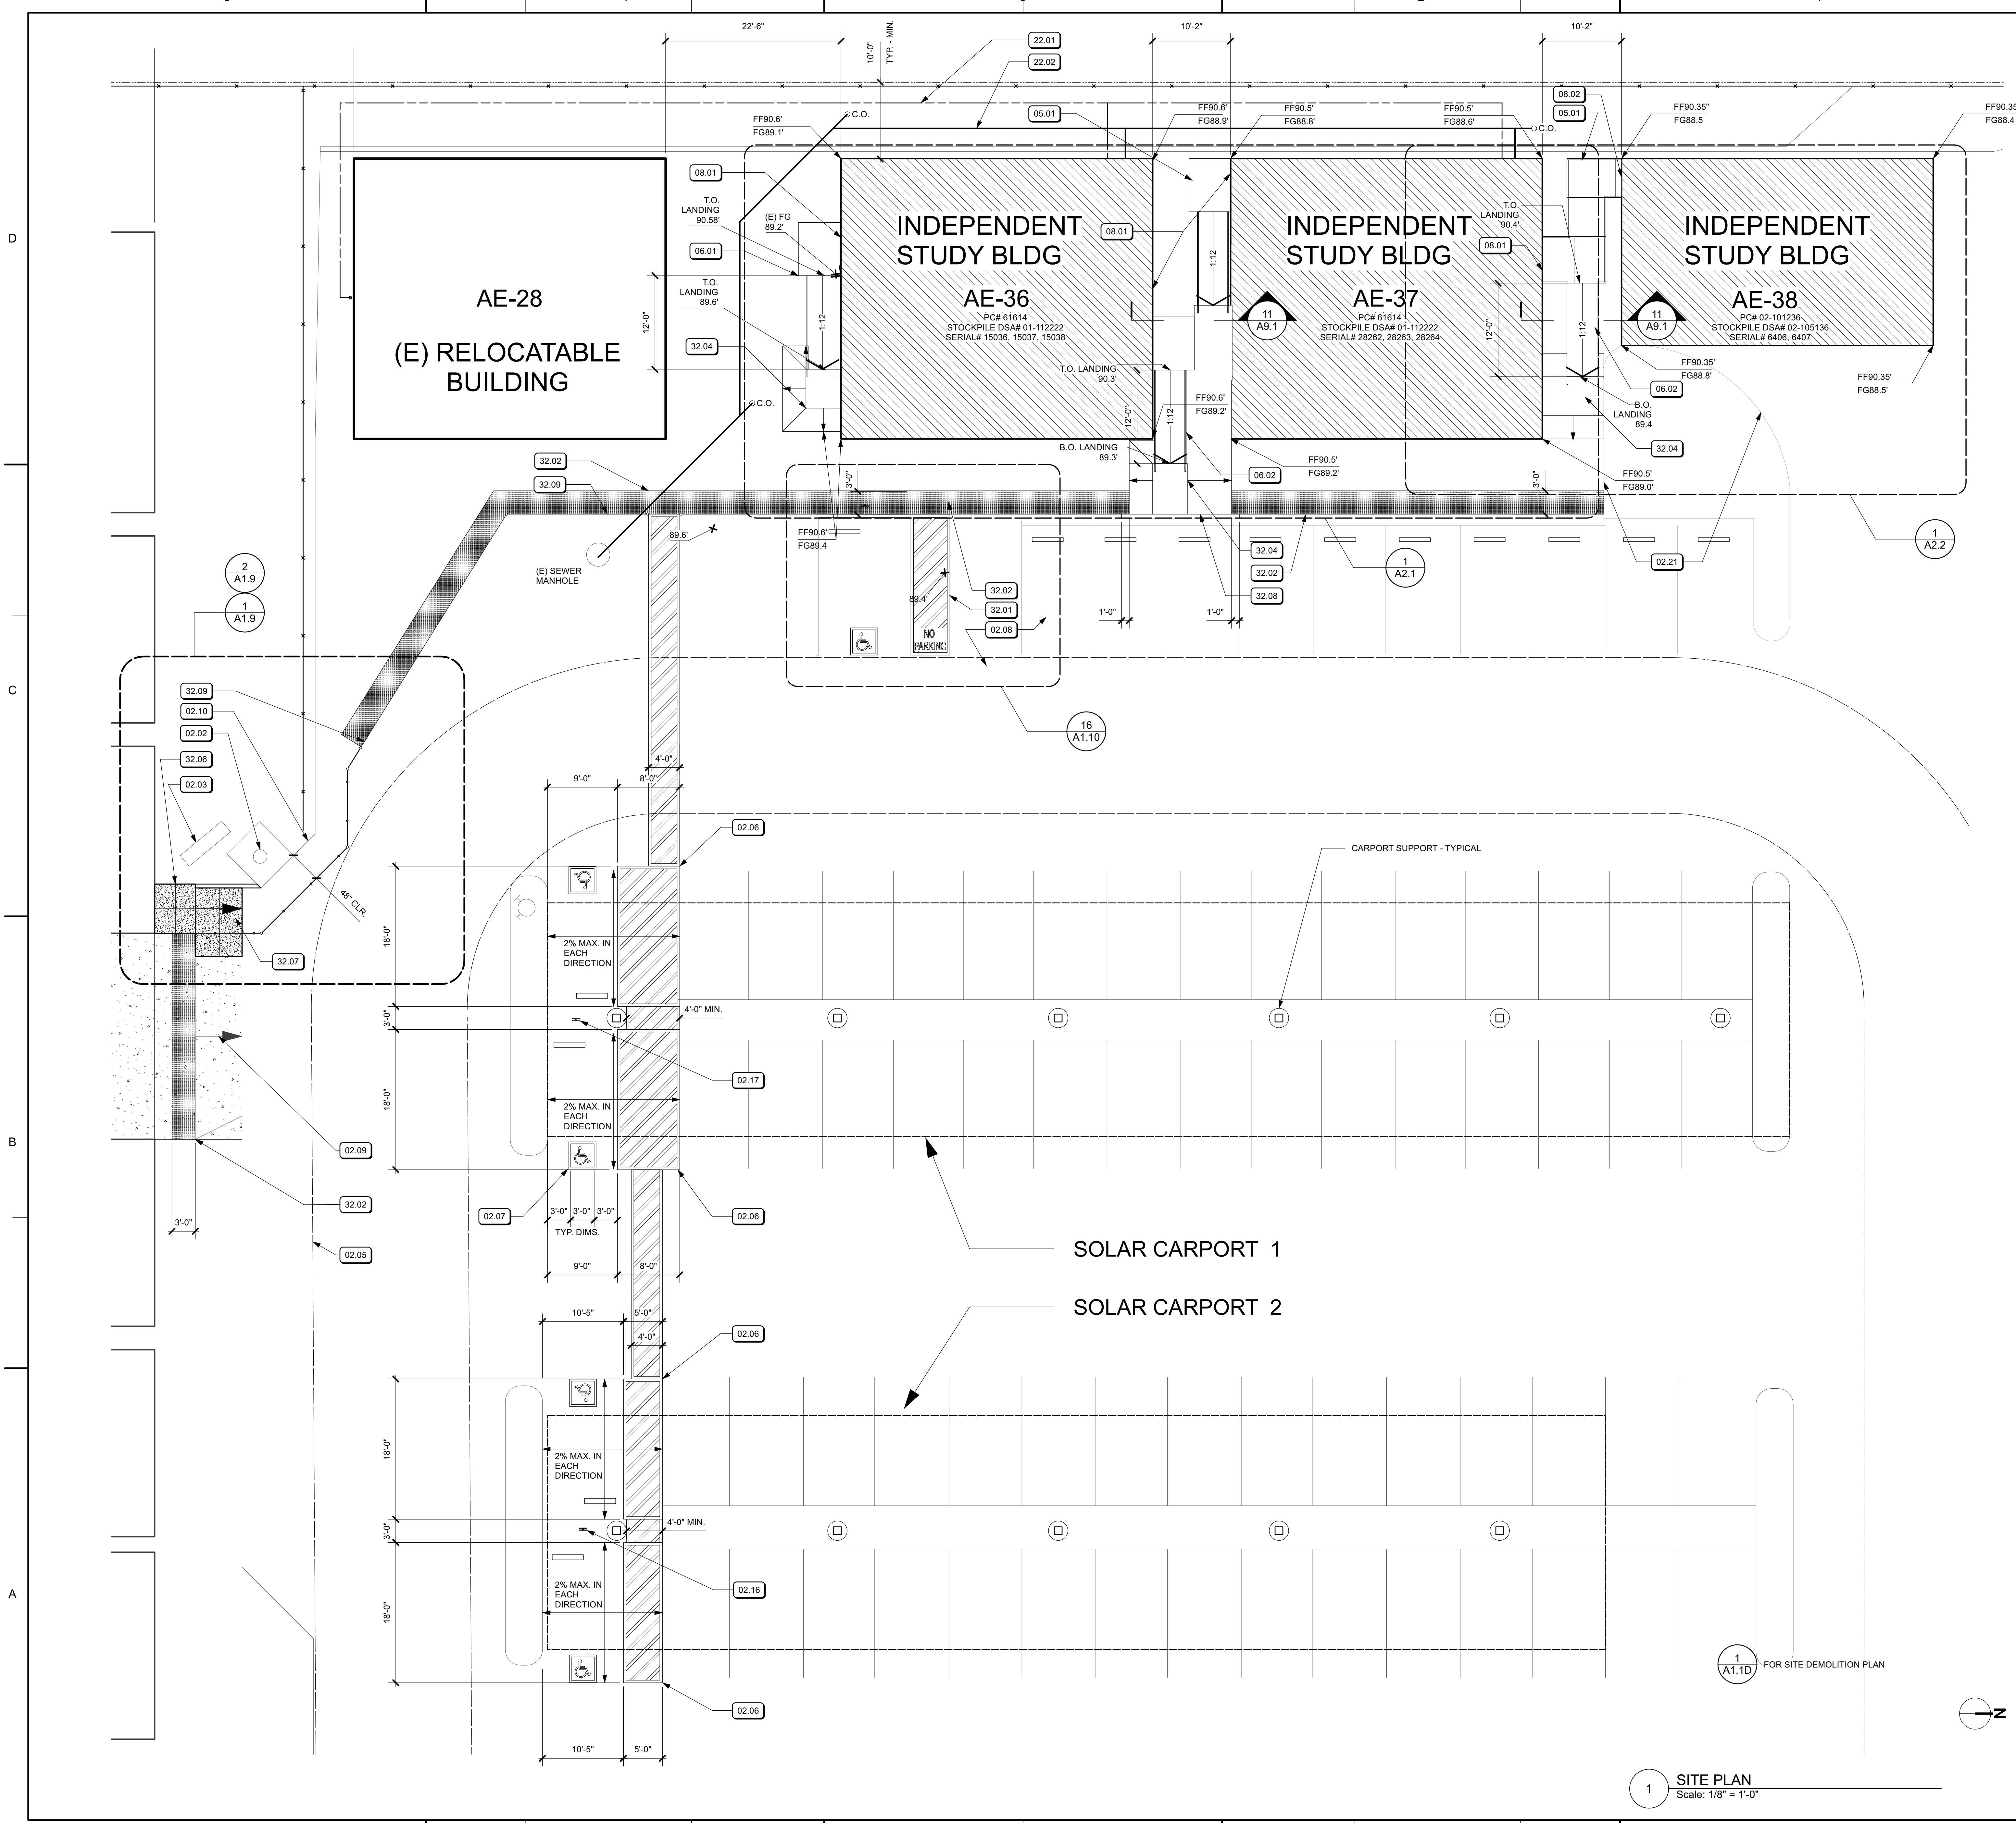 22'-6"
10'-0"
TYP. - MIN.
22.01
22.02
10'-2"
10'-2"
08.02
05.01
FF90.6'
FG89.1'
C.O.
05.01
FF90.6'
FG88.9'
FF90.5'
FG88.8'
FF90.5'
FG88.6'
C.O.
FF90.35"
FG88.5
FF90.35
FG88.4
08.01
T.O.
LANDING
90.58'
(E) FG
89.2'
06.01
T.O.
LANDING
89.6'
12'-0"
1:12
32.04
C.O.
AE-28
(E) RELOCATABLE
BUILDING
INDEPENDENT
STUDY BLDG
AE-36
PC# 61614
STOCKPILE DSA# 01-112222
SERIAL# 15036, 15037, 15038
08.01
1:12
T.O. LANDING
90.3'
12'-0"
1:12
FF90.6'
FG89.2'
B.O. LANDING
89.3'
06.02
11
A9.1
INDEPENDENT
STUDY BLDG
AE-37
PC# 61614
STOCKPILE DSA# 01-112222
SERIAL# 28262, 28263, 28264
T.O.
LANDING
90.4'
08.01
12'-0"
1:12
11
A9.1
INDEPENDENT
STUDY BLDG
AE-38
PC# 02-101236
STOCKPILE DSA# 02-105136
SERIAL# 6406, 6407
FF90.35'
FG88.8'
06.02
B.O.
LANDING
89.4
32.04
FF90.35'
FG88.5'
FF90.5'
FG89.2'
FF90.5'
FG89.0'
32.02
32.09
3'-0"
3'-0"
89.6'
FF90.6'
FG89.4
(E) SEWER
MANHOLE
89.4'
NO
PARKING
32.02
32.01
02.08
32.04
32.02
32.08
1'-0"
1'-0"
1
A2.1
02.21
1
A2.2
16
A1.10
2
A1.9
1
A1.9
32.09
02.10
02.02
32.06
02.03
48" CLR.
32.07
02.09
32.02
3'-0"
02.05
4'-0"
9'-0"
8'-0"
02.06
18'-0"
2% MAX. IN
EACH
DIRECTION
3'-0"
4'-0" MIN.
02.17
18'-0"
2% MAX. IN
EACH
DIRECTION
02.07
3'-0"
3'-0"
3'-0"
TYP. DIMS.
02.06
9'-0"
8'-0"
CARPORT SUPPORT - TYPICAL
SOLAR CARPORT 1
SOLAR CARPORT 2
10'-5"
5'-0"
4'-0"
02.06
18'-0"
2% MAX. IN
EACH
DIRECTION
3'-0"
4'-0" MIN.
02.16
18'-0"
2% MAX. IN
EACH
DIRECTION
02.06
10'-5"
5'-0"
1
A1.1D
FOR SITE DEMOLITION PLAN
N
1
SITE PLAN
Scale: 1/8" = 1'-0"
D
C
B
A